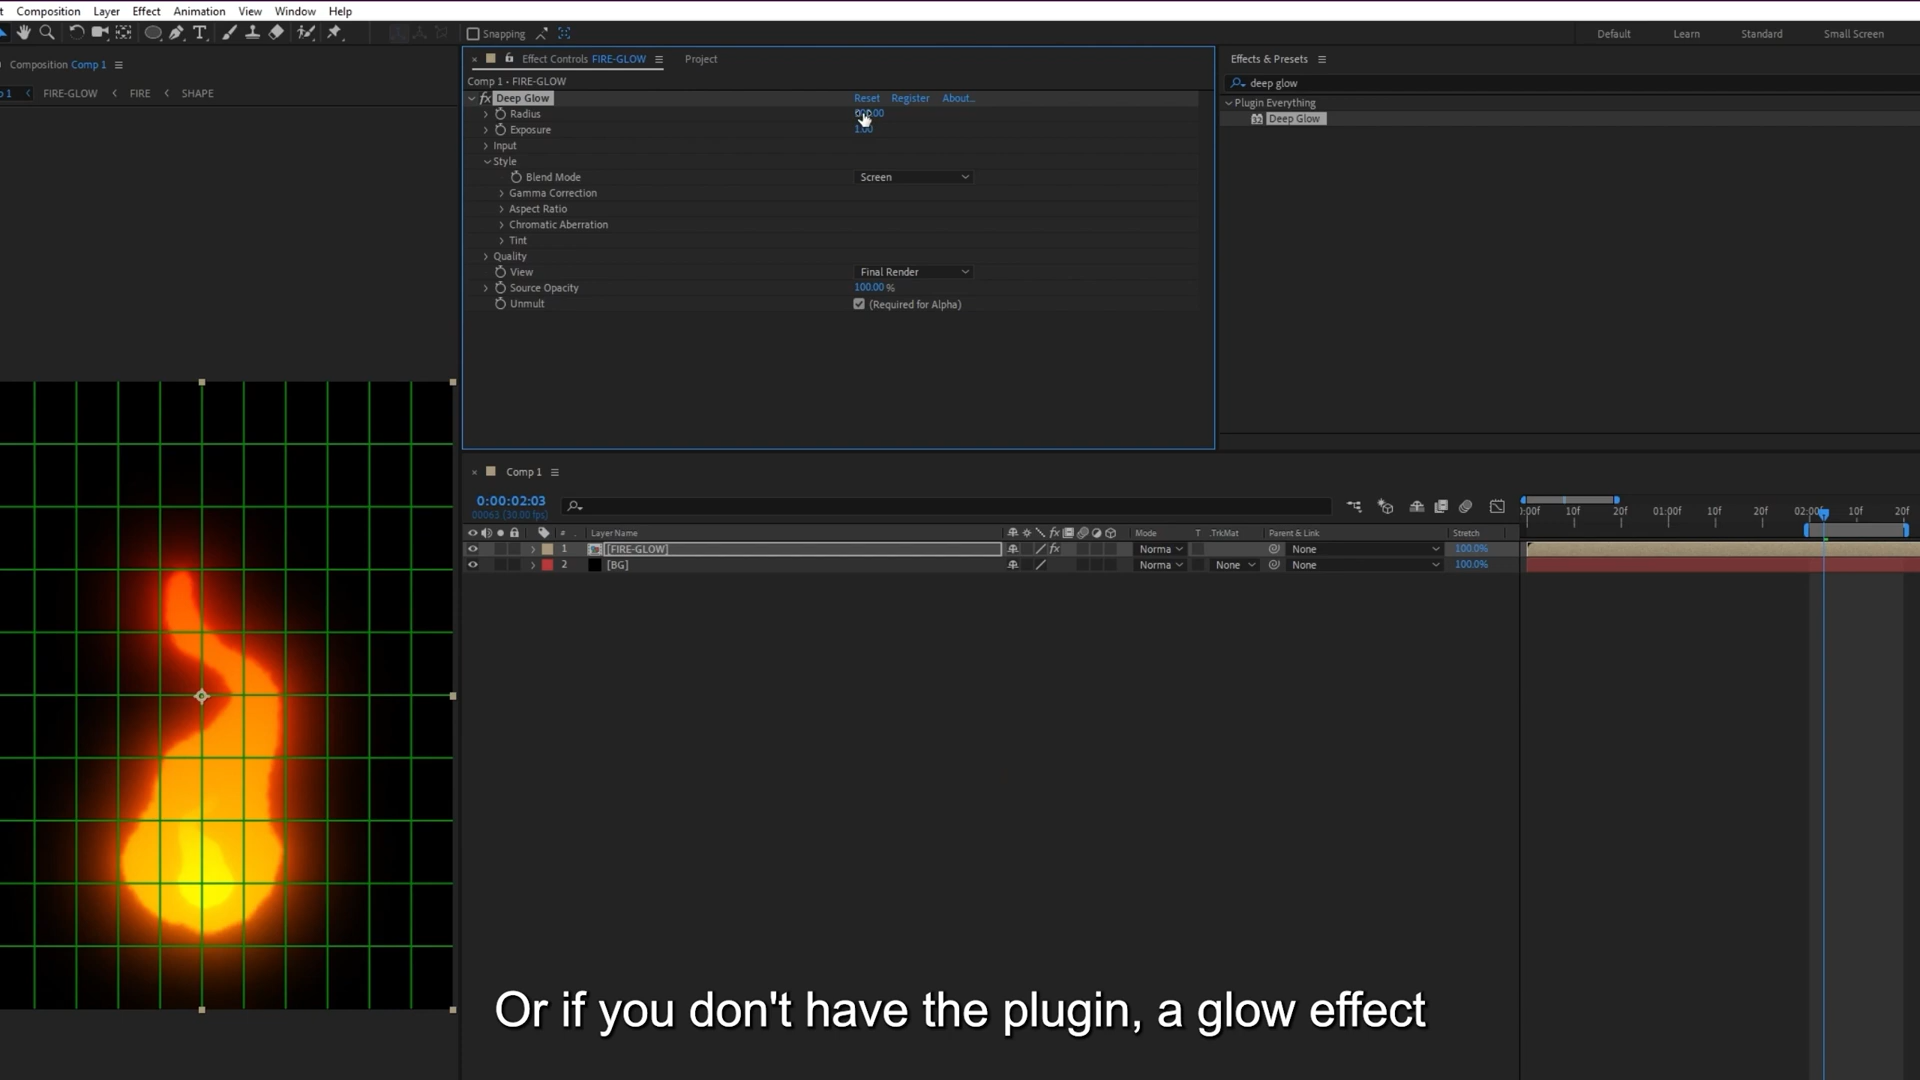 Composition Layer Effect Animation View Window Help
Snapping
Default Learn Standard Small Screen
Composition Comp 1
FIRE-GLOW FIRE SHAPE
Effect Controls FIRE-GLOW Project
Comp 1 • FIRE-GLOW
fx Deep Glow Reset Register About...
Radius
Exposure 1.00
Input
Style
Blend Mode Screen
Gamma Correction
Aspect Ratio
Chromatic Aberration
Tint
Quality
View Final Render
Source Opacity 100.00 %
Unmult (Required for Alpha)
Effects & Presets
deep glow
Plugin Everything
Deep Glow
Comp 1
0:00:02:03
00063 (30.00 fps)
:00f 10f 20f 01:00f 10f 20f 02:00f 10f 20f
# Layer Name Mode T .TrkMat Parent & Link Stretch
1 [FIRE-GLOW] Norma None 100.0%
2 [BG] Norma None None 100.0%
Or if you don't have the plugin, a glow effect